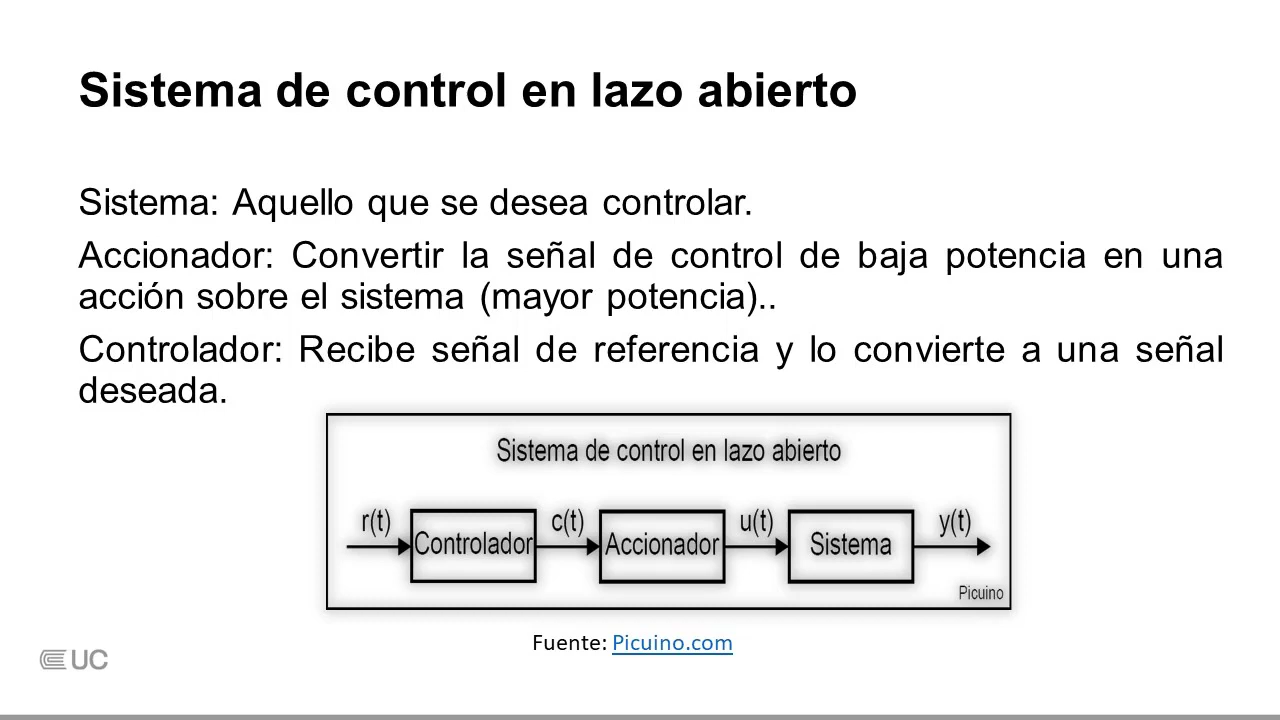 Sistema de control en lazo abierto
Sistema: Aquello que se desea controlar.
Accionador: Convertir la señal de control de baja potencia en una
acción sobre el sistema (mayor potencia)..
Controlador: Recibe señal de referencia y lo convierte a una señal
deseada.
Sistema de control en lazo abierto
r(t) Controlador c(t) Accionador u(t) Sistema y(t)
Picuino
Fuente: Picuino.com
UC